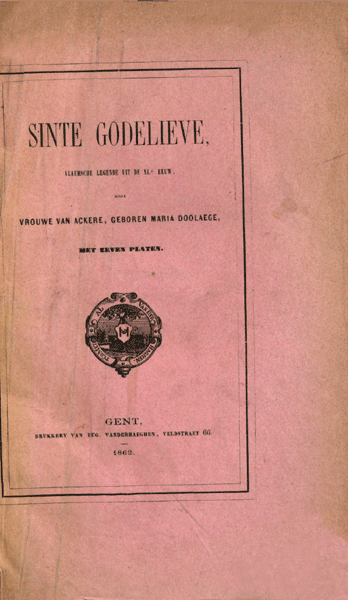 SINTE GODELIEVE,
VLAEMSCHE LEGENDE UIT DE XI.e EEUW,
DOOR
VROUWE VAN ACKERE, GEBOREN MARIA DOOLAEGE,
MET ZEVEN PLATEN.
GENT,
DRUKKERY VAN EUG. VANDERHAEGHEN, VELDSTRAET 66.
1862.